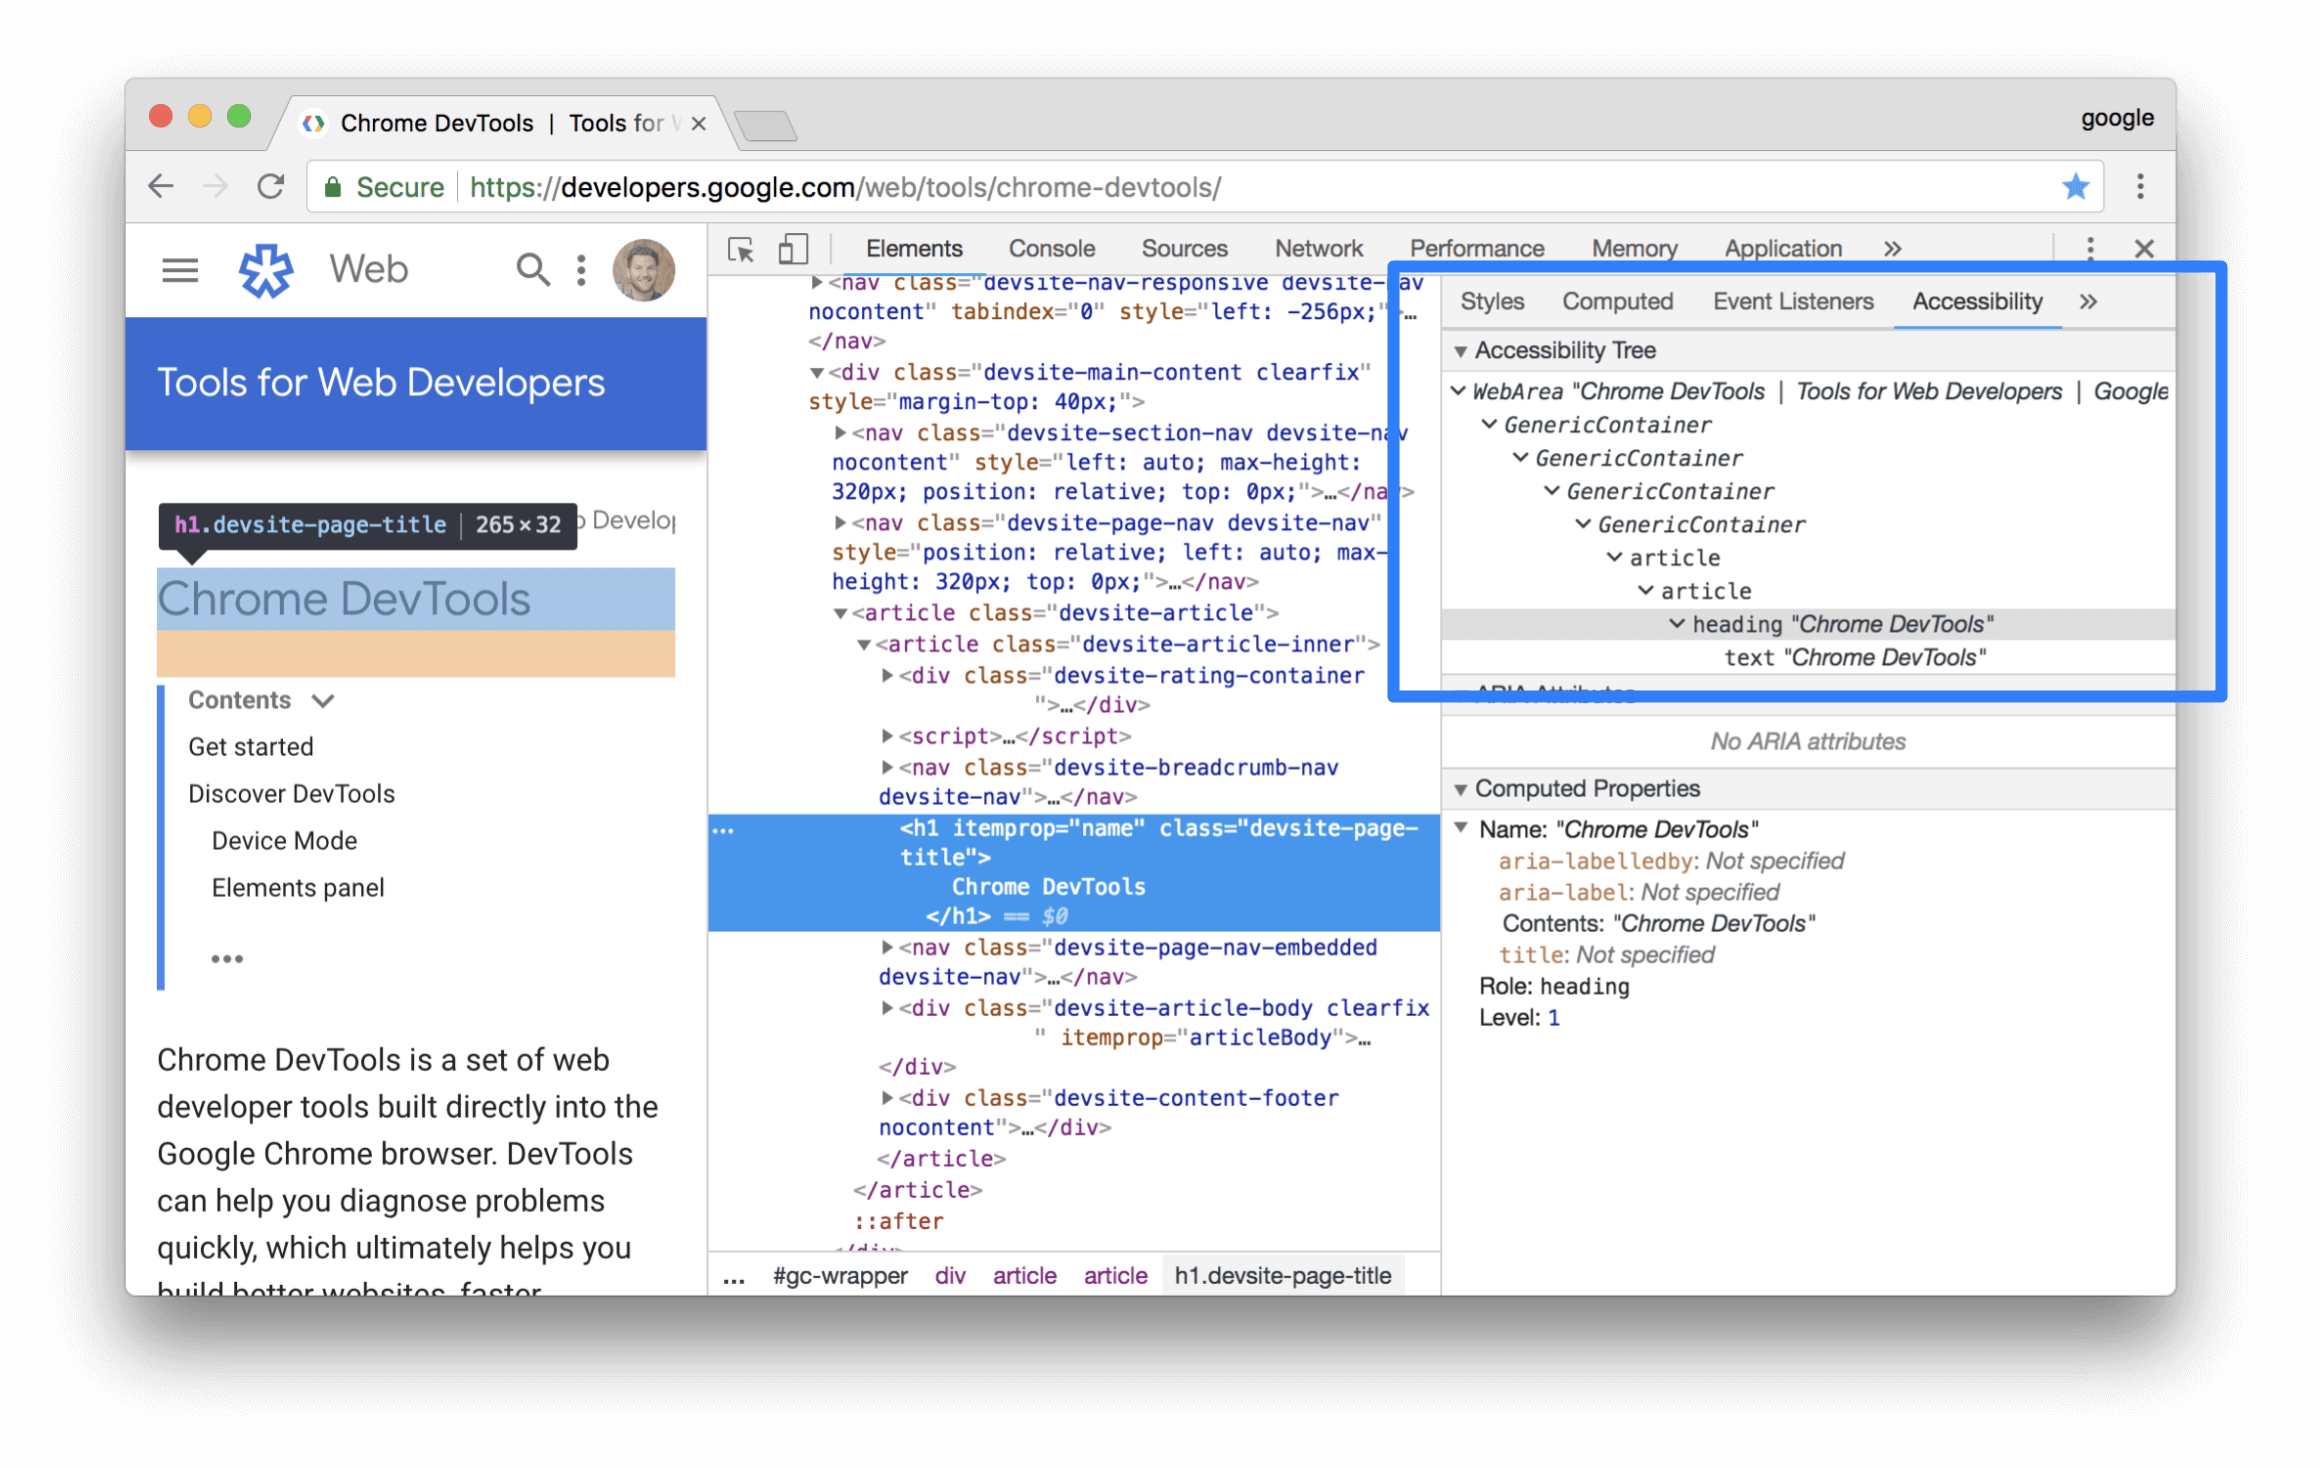 Chrome DevTools | Tools for
google
Secure https://developers.google.com/web/tools/chrome-devtools/
Web
Tools for Web Developers
h1.devsite-page-title 265×32
Chrome DevTools
Contents
Get started
Discover DevTools
Device Mode
Elements panel
•••
Chrome DevTools is a set of web
developer tools built directly into the
Google Chrome browser. DevTools
can help you diagnose problems
quickly, which ultimately helps you
build better websites, faster
Elements Console Sources Network Performance Memory Application »
<nav class="devsite-nav-responsive devsite-nav
nocontent" tabindex="0" style="left: -256px;">…
</nav>
<div class="devsite-main-content clearfix"
style="margin-top: 40px;">
<nav class="devsite-section-nav devsite-nav
nocontent" style="left: auto; max-height:
320px; position: relative; top: 0px;">…</nav>
<nav class="devsite-page-nav devsite-nav"
style="position: relative; left: auto; max-
height: 320px; top: 0px;">…</nav>
<article class="devsite-article">
<article class="devsite-article-inner">
<div class="devsite-rating-container
">…</div>
<script>…</script>
<nav class="devsite-breadcrumb-nav
devsite-nav">…</nav>
… <h1 itemprop="name" class="devsite-page-
title">
Chrome DevTools
</h1> == $0
<nav class="devsite-page-nav-embedded
devsite-nav">…</nav>
<div class="devsite-article-body clearfix
" itemprop="articleBody">…
</div>
<div class="devsite-content-footer
nocontent">…</div>
</article>
</article>
::after
</div>
... #gc-wrapper div article article h1.devsite-page-title
Styles Computed Event Listeners Accessibility »
Accessibility Tree
WebArea "Chrome DevTools | Tools for Web Developers | Google
GenericContainer
GenericContainer
GenericContainer
GenericContainer
article
article
heading "Chrome DevTools"
text "Chrome DevTools"
ARIA Attributes
No ARIA attributes
Computed Properties
Name: "Chrome DevTools"
aria-labelledby: Not specified
aria-label: Not specified
Contents: "Chrome DevTools"
title: Not specified
Role: heading
Level: 1